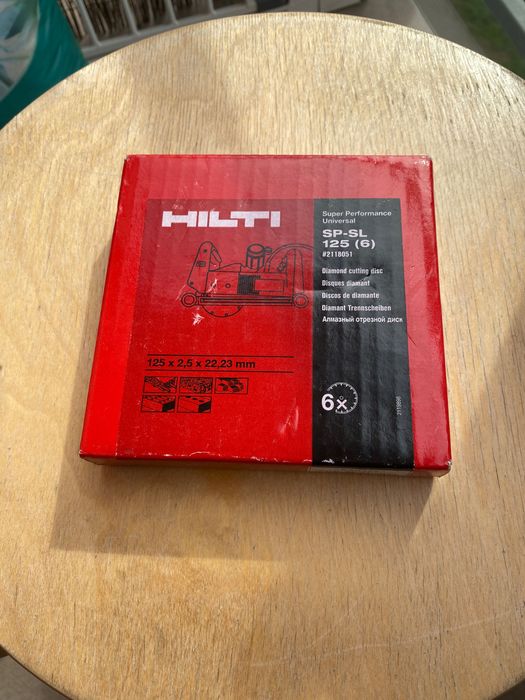 HILTI
Super Performance
Universal
SP-SL
125 (6)
#2118051
Diamond cutting disc
Disques diamant
Discos de diamante
Diamant Trennscheiben
Алмазный отрезной диск
125 x 2,5 x 22,23 mm
6x